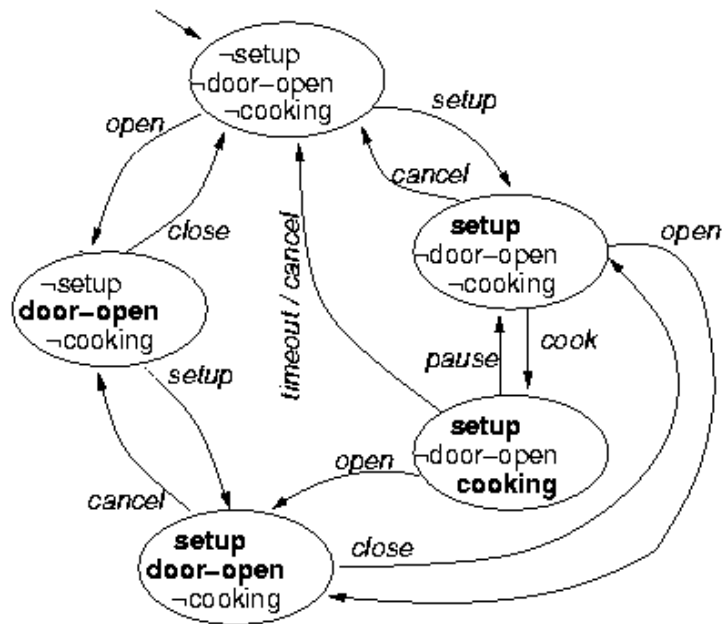 ¬setup
¬door–open
¬cooking
open
setup
cancel
close
setup
¬door–open
¬cooking
open
¬setup
door–open
¬cooking
timeout / cancel
setup
pause
cook
setup
¬door–open
cooking
open
cancel
setup
door–open
¬cooking
close